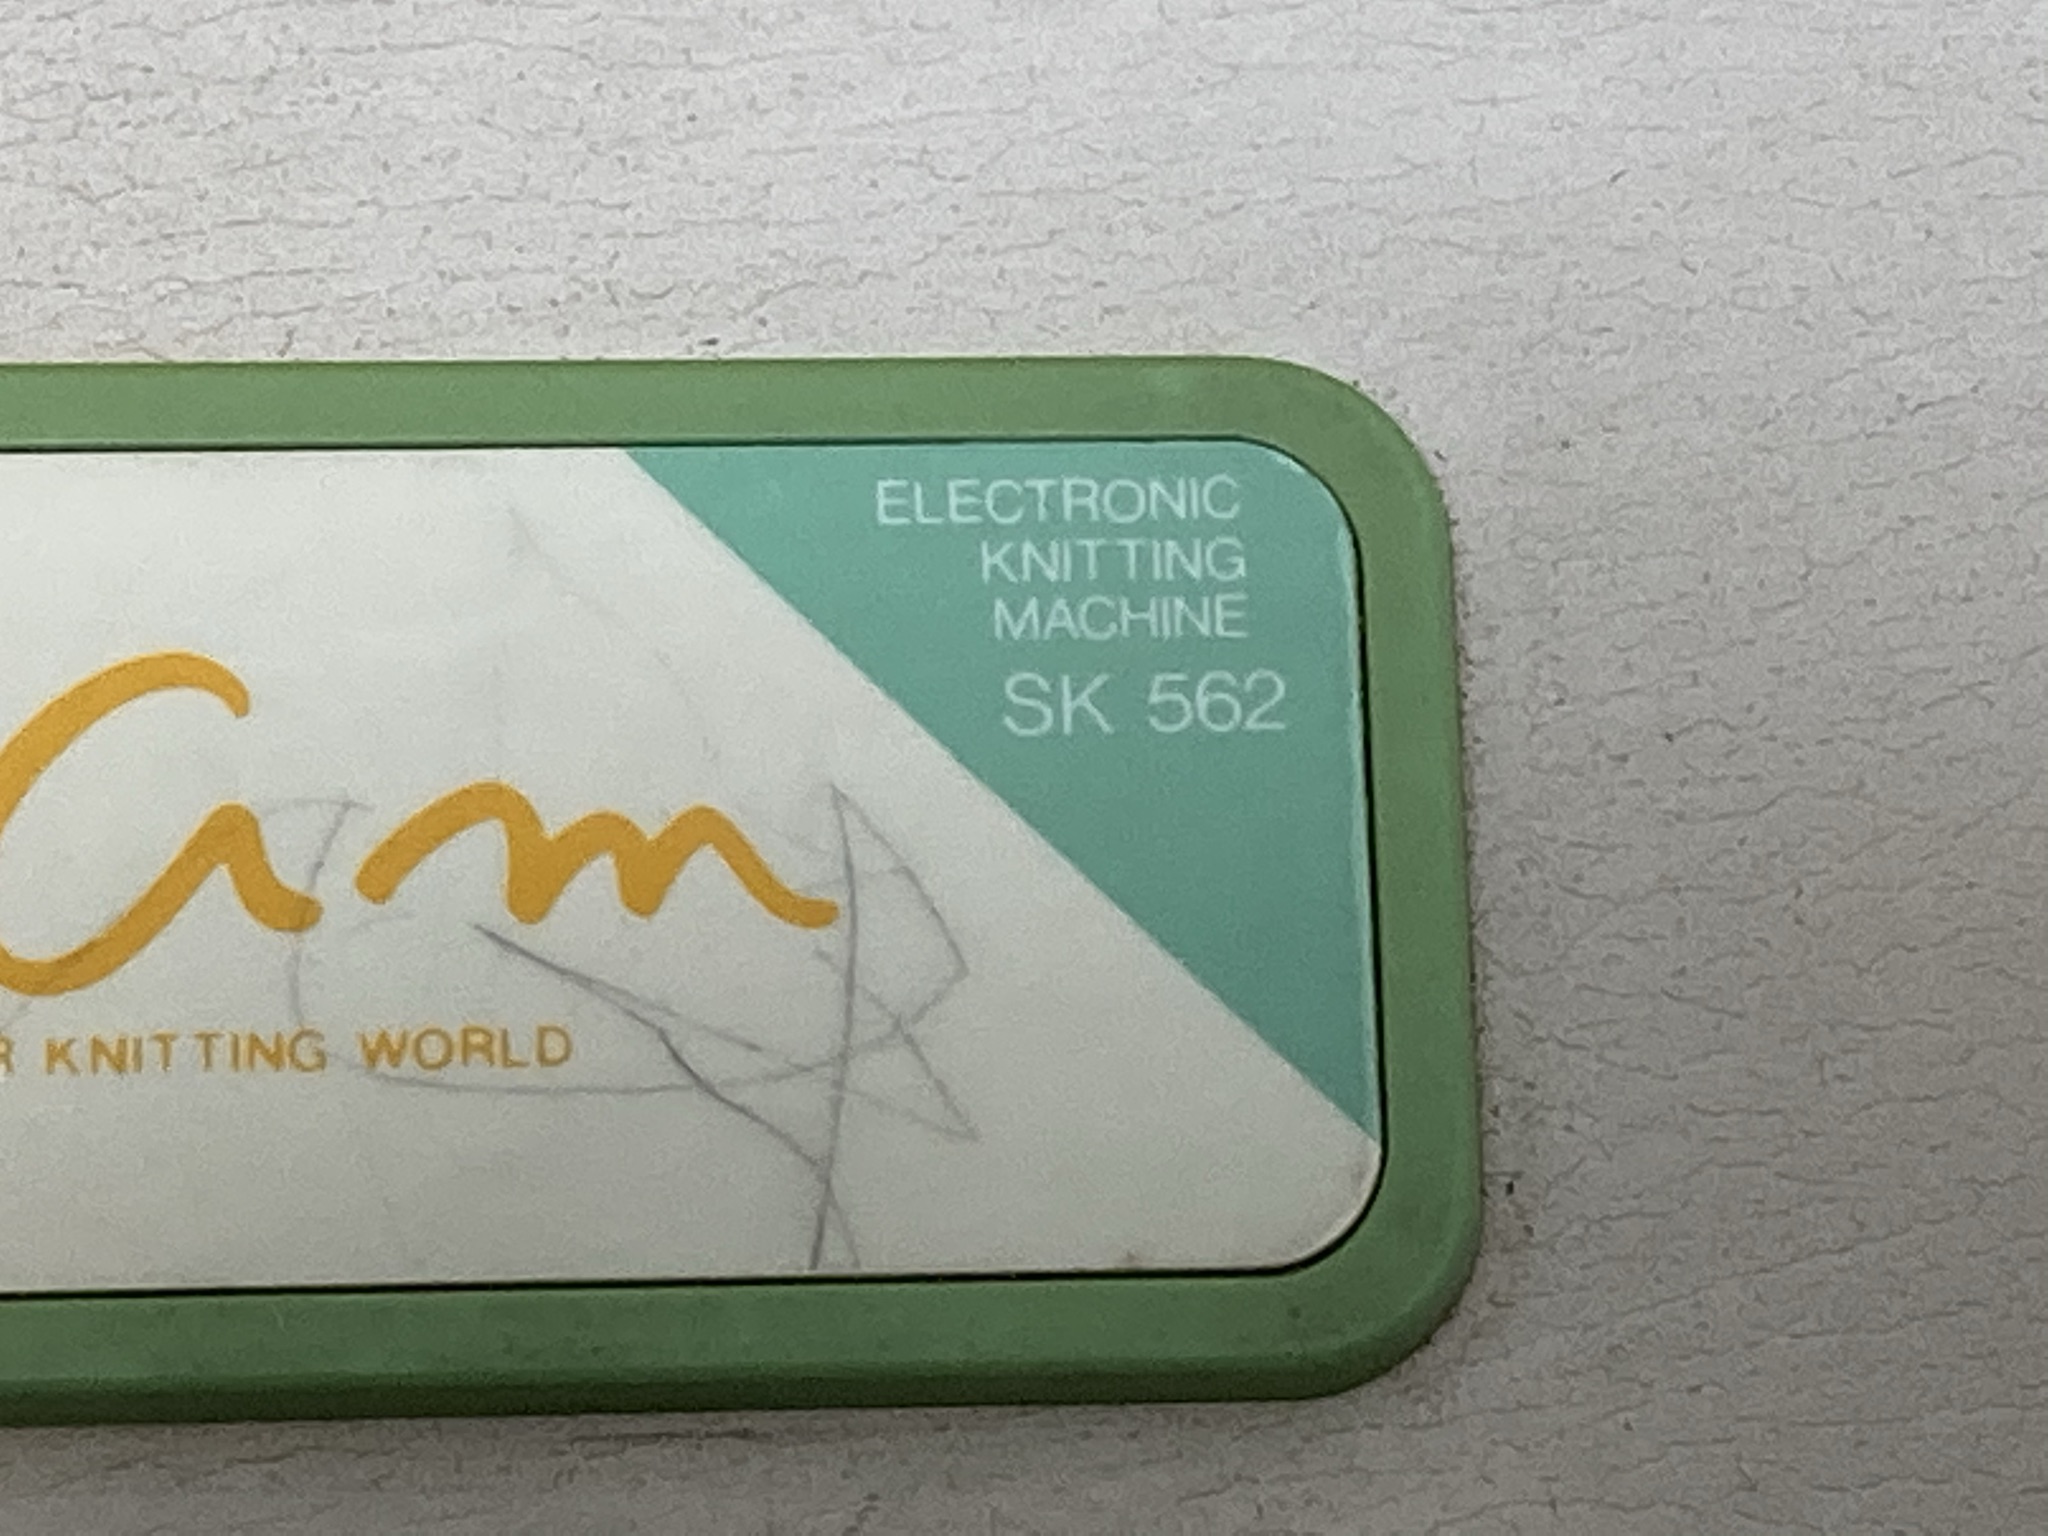 ELECTRONIC
KNITTING
MACHINE
SK 562
am
R KNITTING WORLD